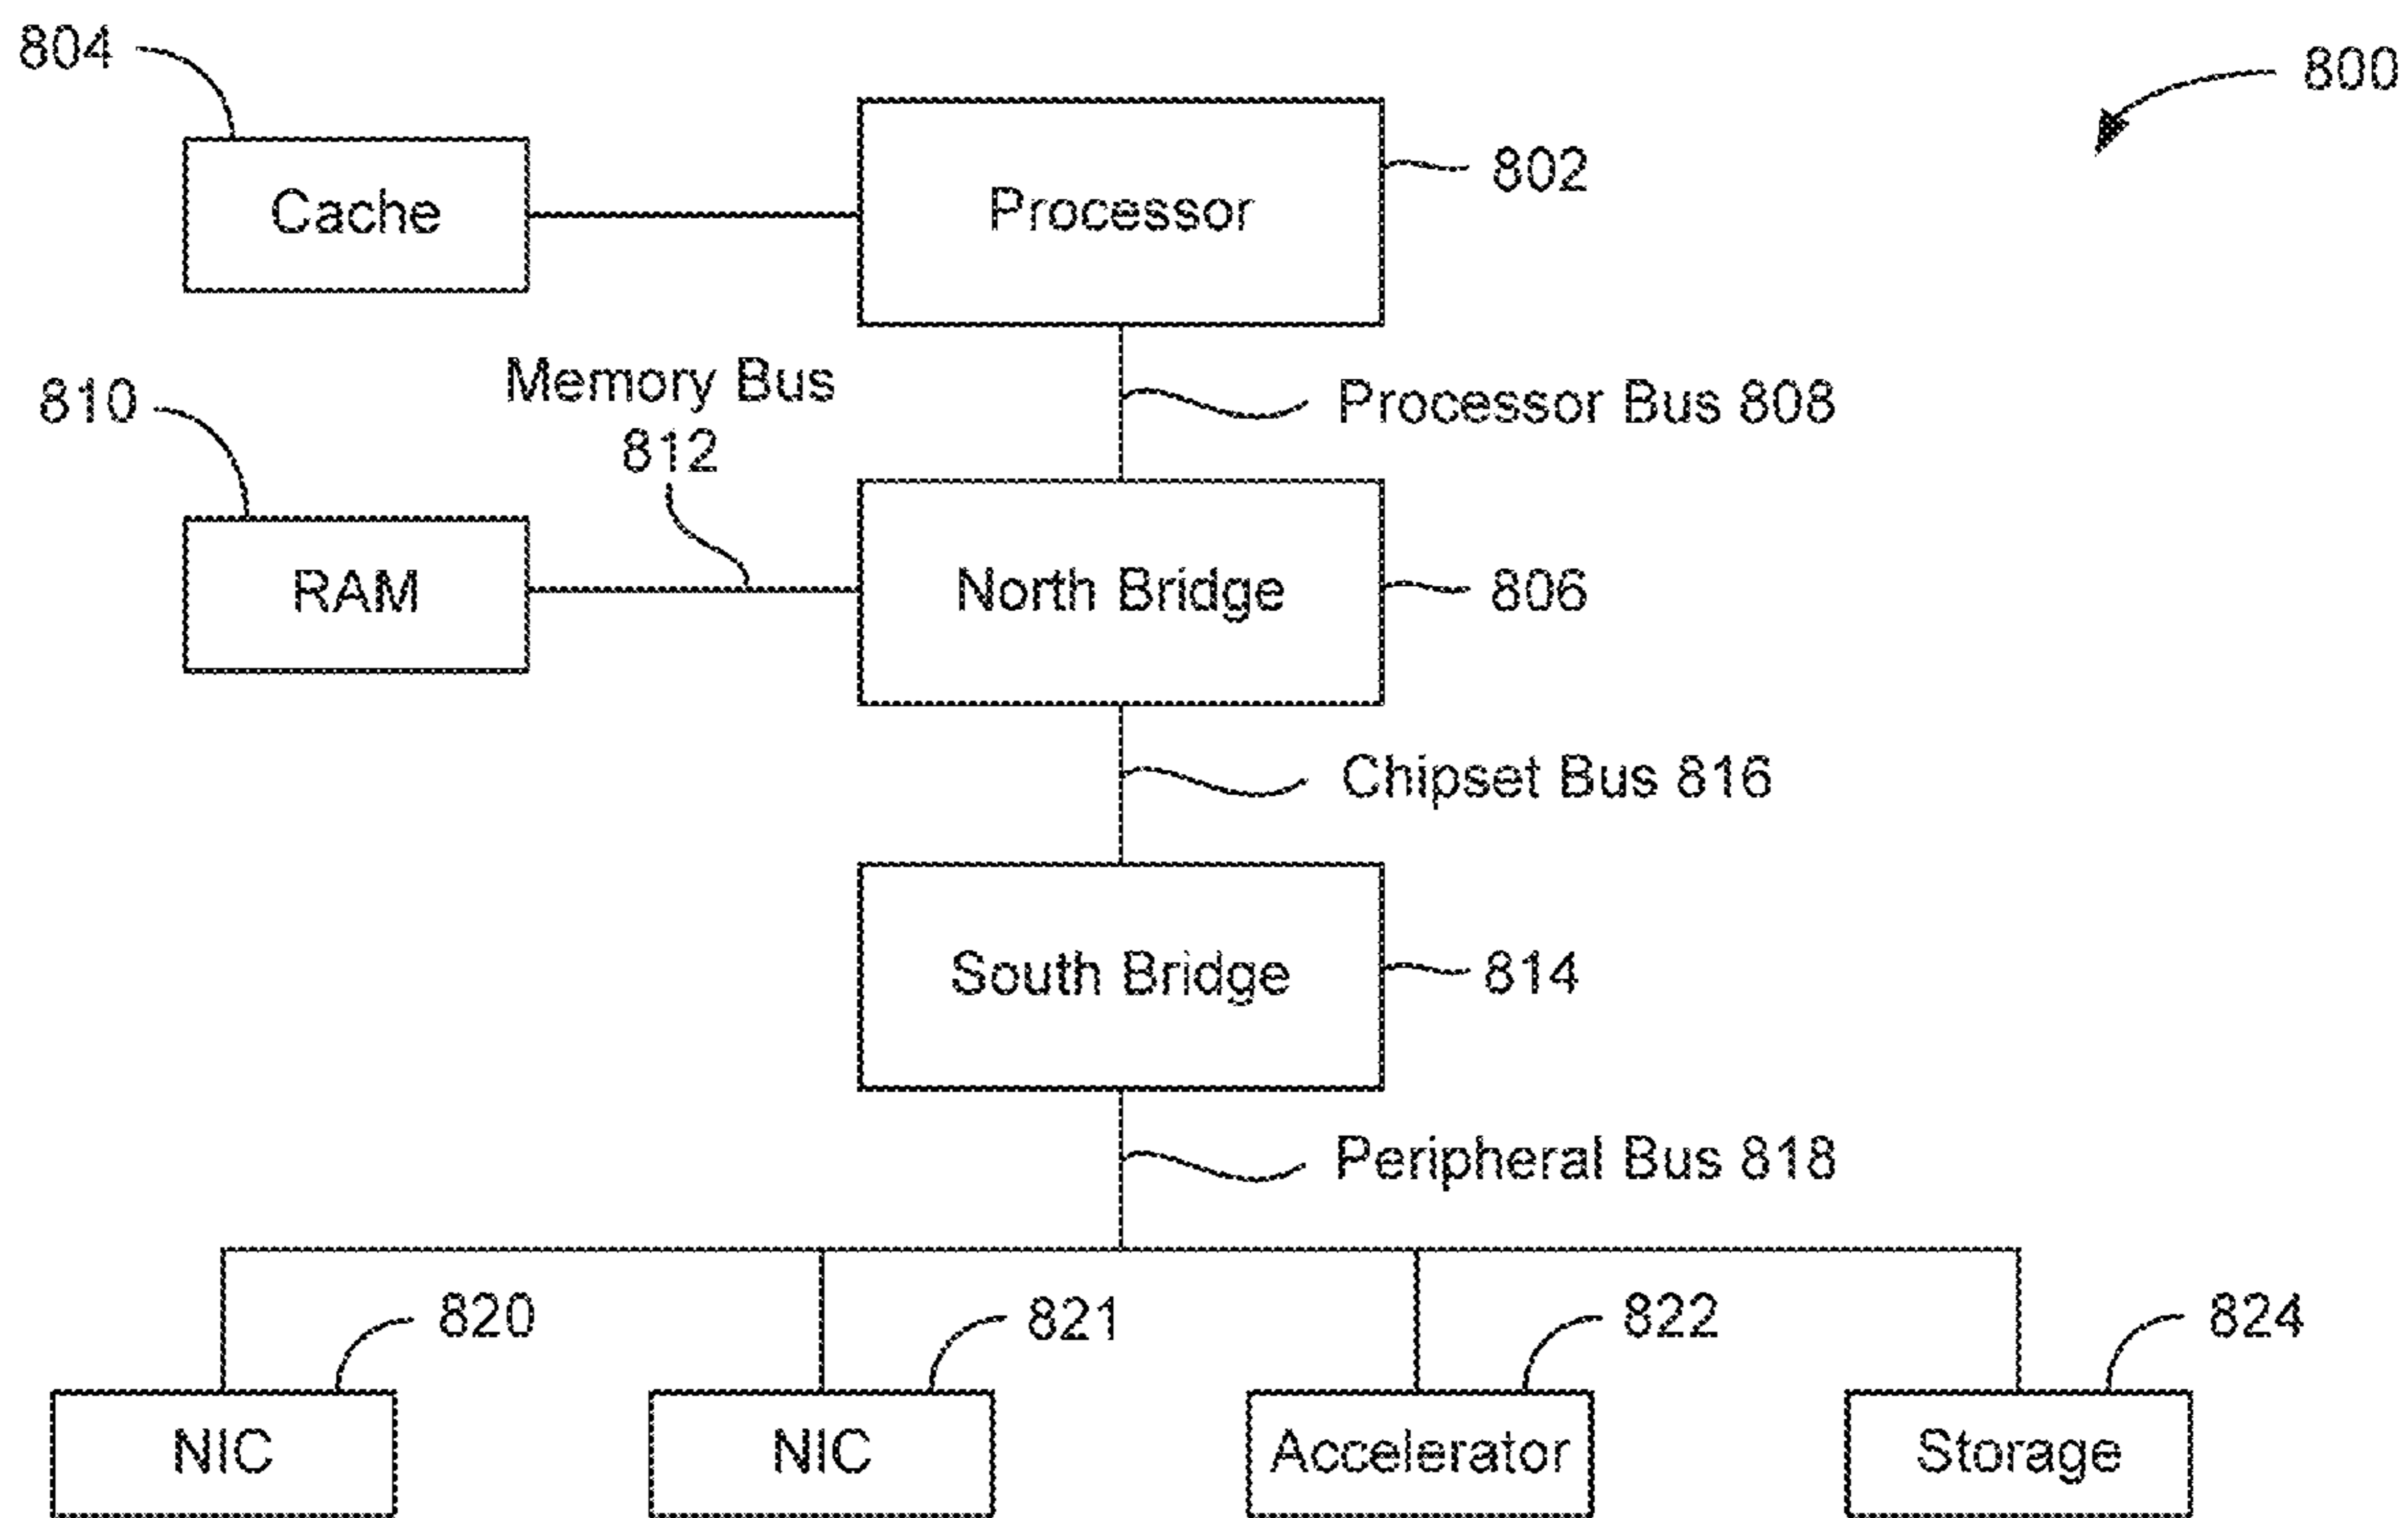 804
800
Cache
Processor
802
Memory Bus
812
810
Processor Bus 808
RAM
North Bridge
806
Chipset Bus 816
South Bridge
814
Peripheral Bus 818
820
821
822
824
NIC
NIC
Accelerator
Storage